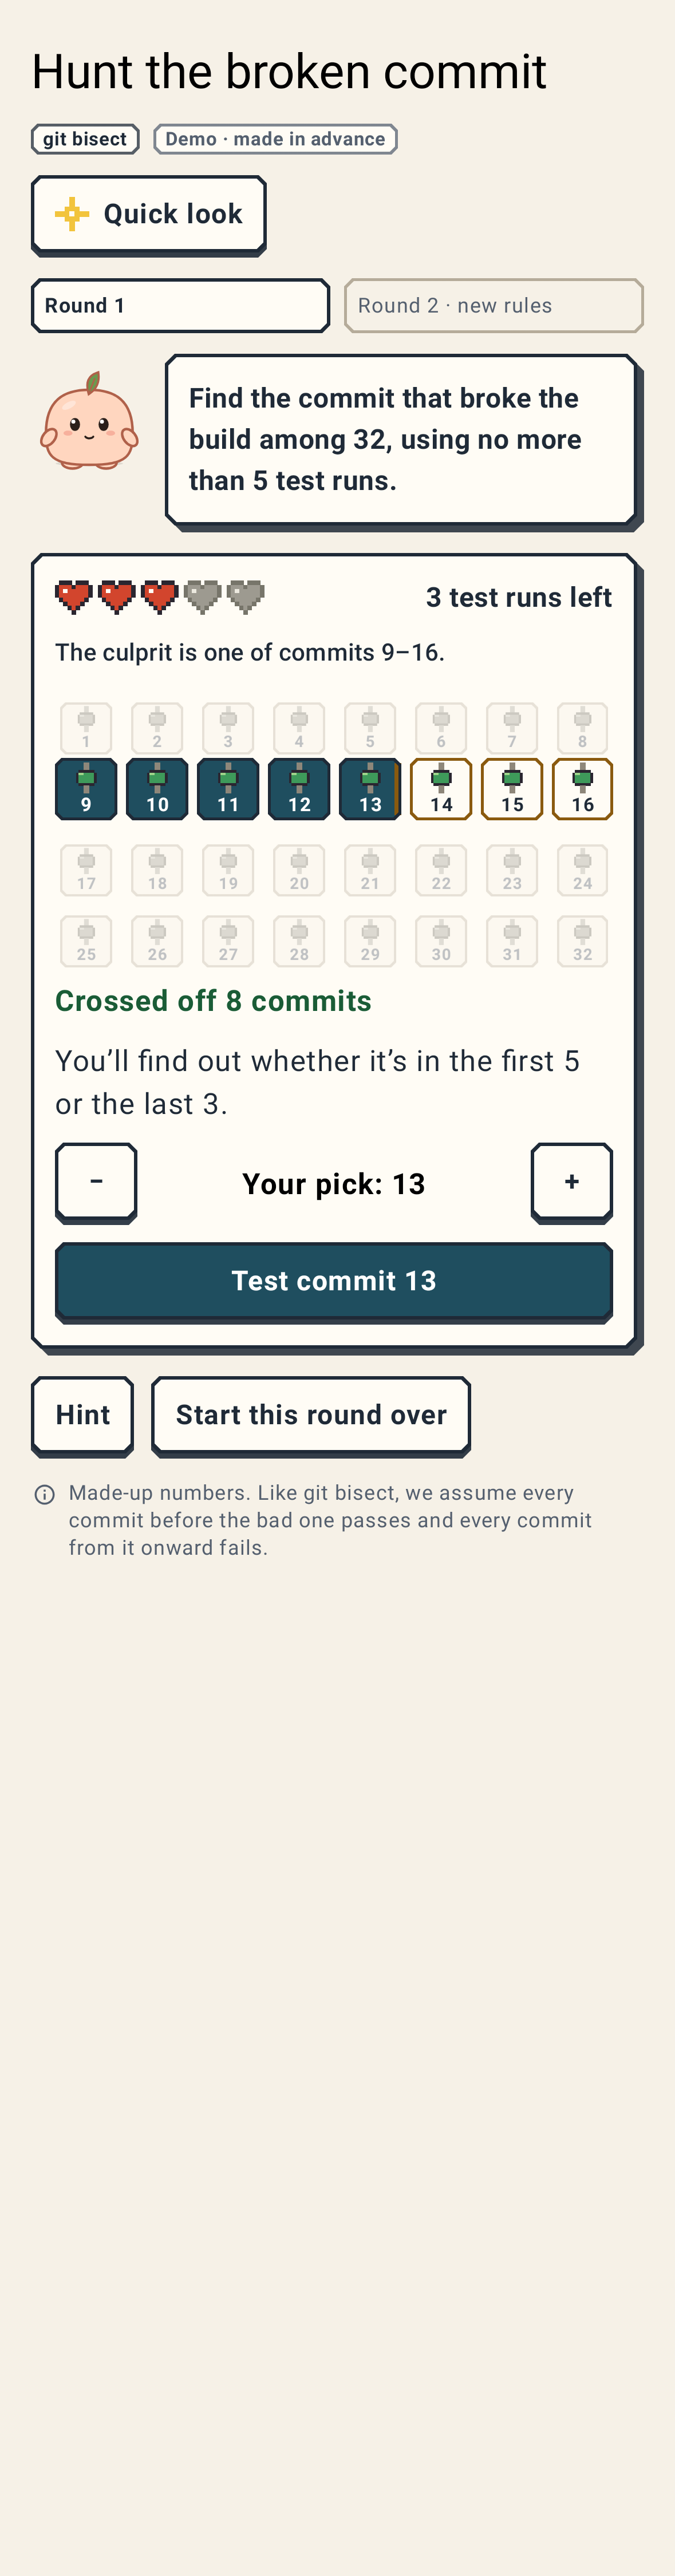 Hunt the broken commit
git bisect
Demo · made in advance
Quick look
Round 1
Round 2 · new rules
Find the commit that broke the
build among 32, using no more
than 5 test runs.
3 test runs left
The culprit is one of commits 9–16.
1 2 3 4 5 6 7 8
9 10 11 12 13 14 15 16
17 18 19 20 21 22 23 24
25 26 27 28 29 30 31 32
Crossed off 8 commits
You’ll find out whether it’s in the first 5
or the last 3.
− Your pick: 13 +
Test commit 13
Hint
Start this round over
Made-up numbers. Like git bisect, we assume every
commit before the bad one passes and every commit
from it onward fails.